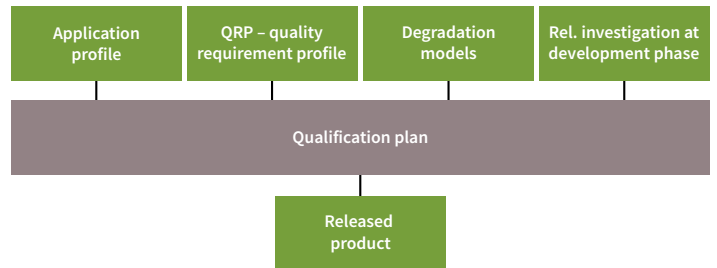 Application
profile
QRP – quality
requirement profile
Degradation
models
Rel. investigation at
development phase
Qualification plan
Released
product